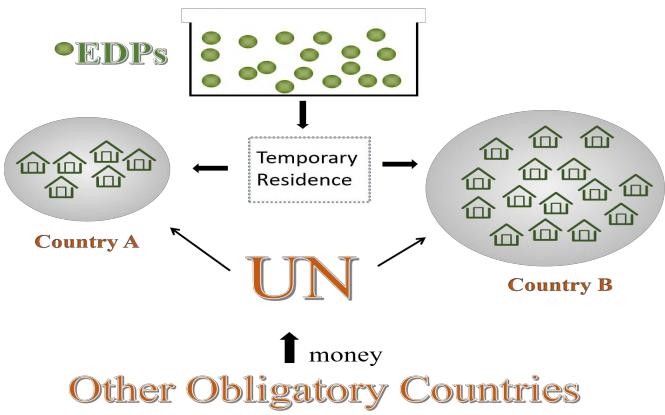 EDPs
Temporary
Residence
Country A
Country B
UN
money
Other Obligatory Countries